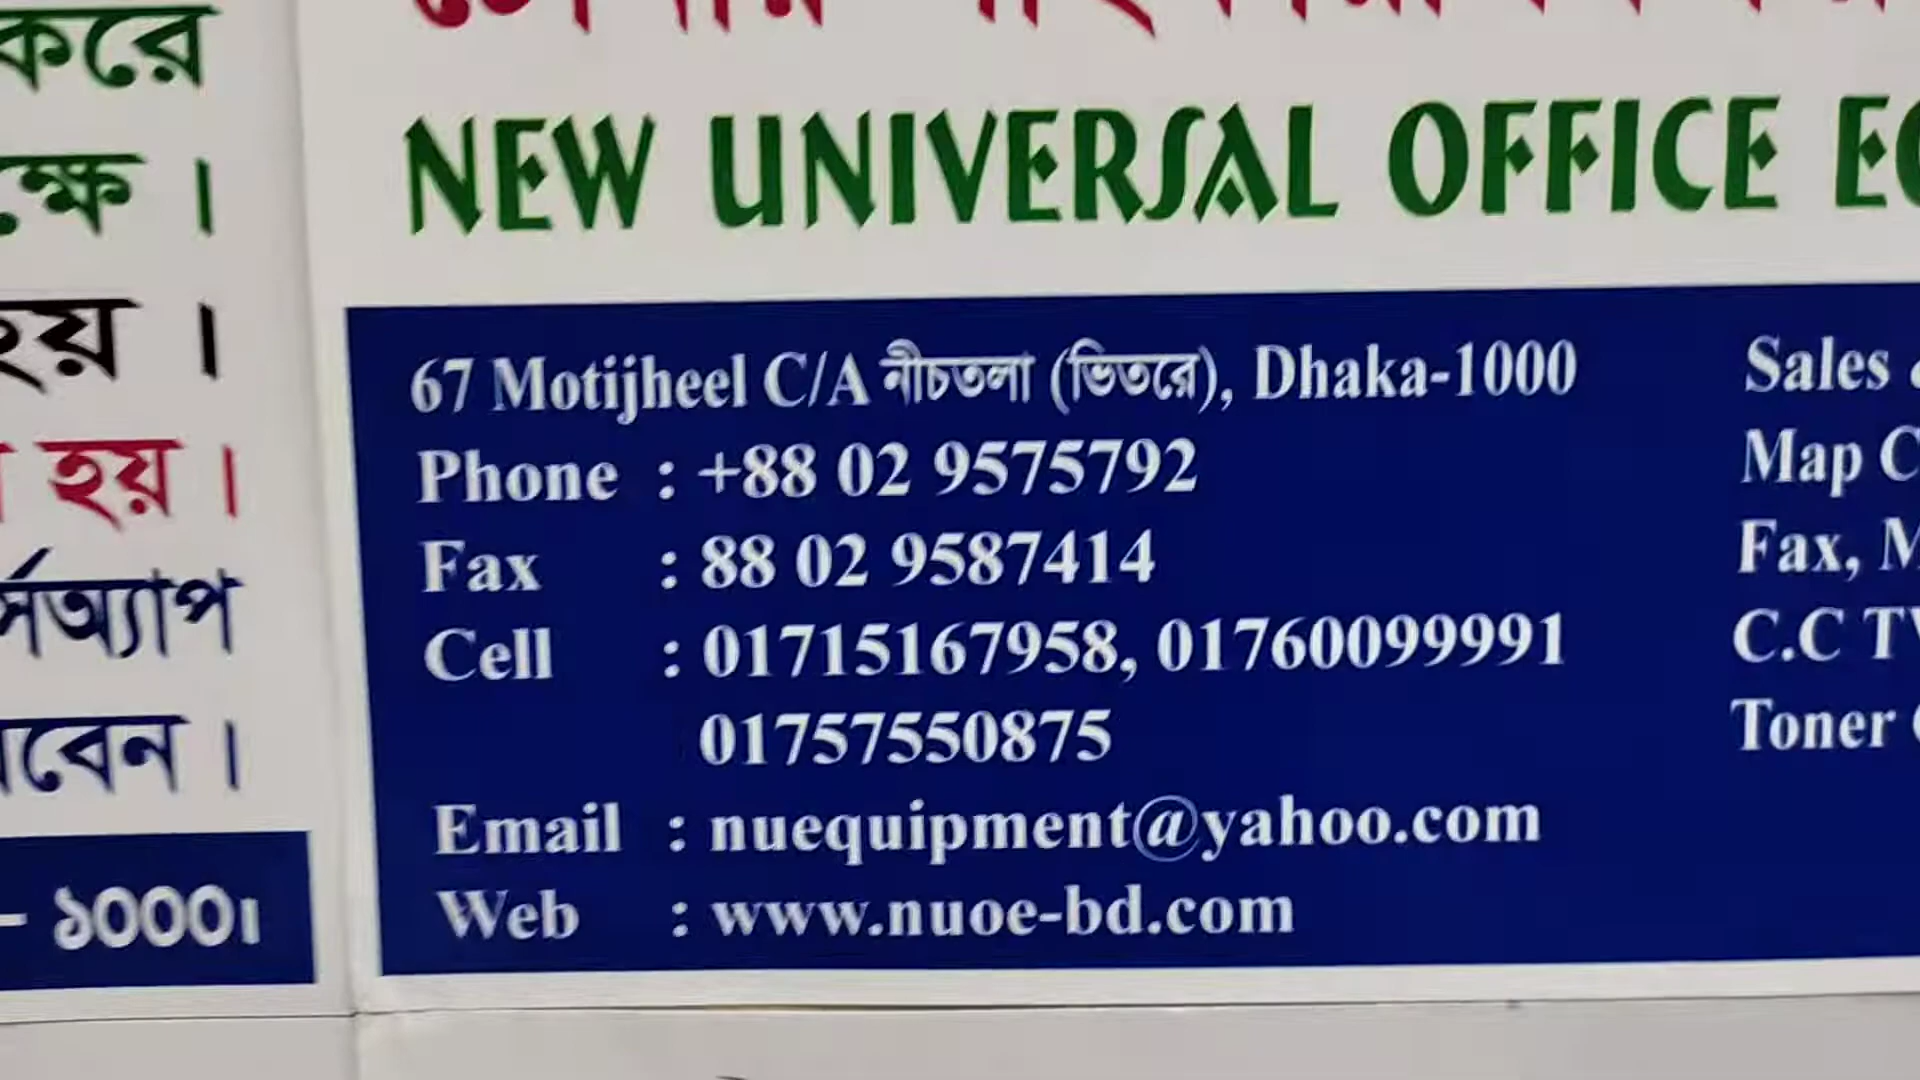 করে
।
হয় ।
হয় ।
বেন ।
- ১০০০।
NEW UNIVERSAL OFFICE
67 Motijheel C/A নীচতলা (ভিতরে), Dhaka-1000
Phone : +88 02 9575792
Fax : 88 02 9587414
Cell : 01715167958, 01760099991
01757550875
Email : nuequipment@yahoo.com
Web : www.nuoe-bd.com
Sales
Map
Fax,
C.C
Toner